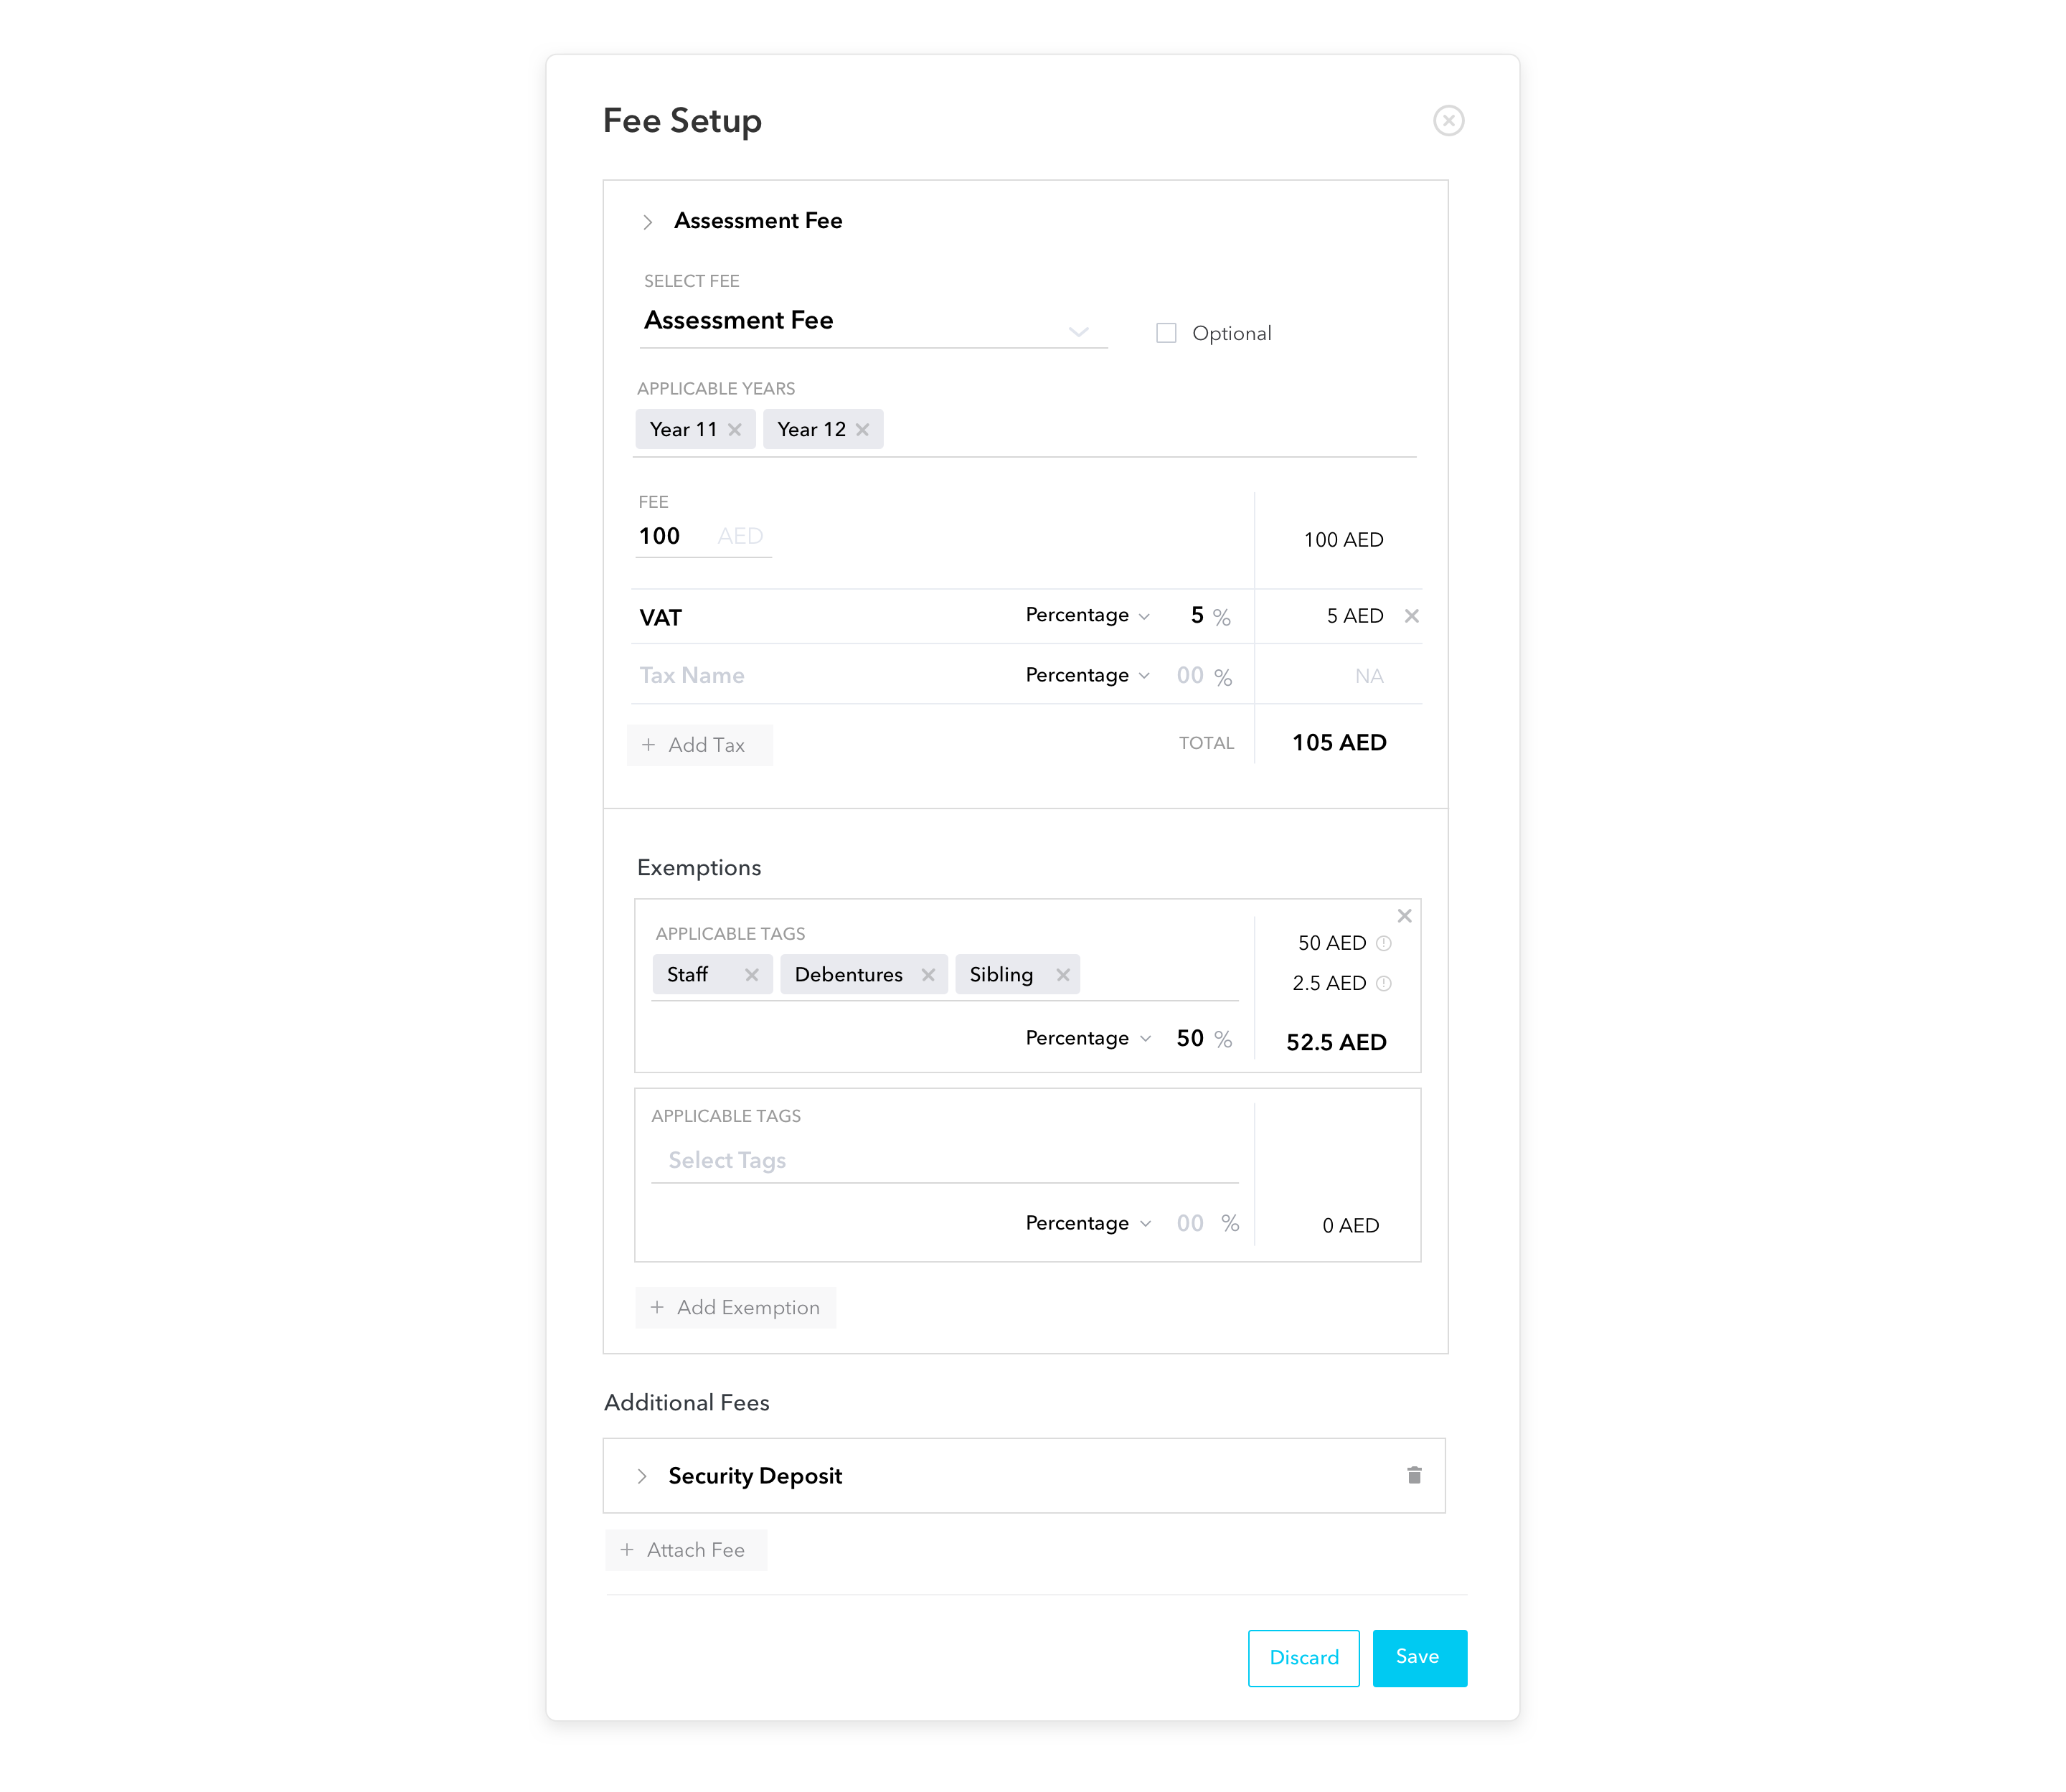 Fee Setup
Assessment Fee
SELECT FEE
Assessment Fee
Optional
APPLICABLE YEARS
Year 11 Year 12
FEE
100 AED 100 AED
VAT Percentage 5 % 5 AED
Tax Name Percentage 00 % NA
+ Add Tax TOTAL 105 AED
Exemptions
APPLICABLE TAGS 50 AED
Staff Debentures Sibling 2.5 AED
Percentage 50 % 52.5 AED
APPLICABLE TAGS
Select Tags
Percentage 00 % 0 AED
+ Add Exemption
Additional Fees
Security Deposit
+ Attach Fee
Discard Save